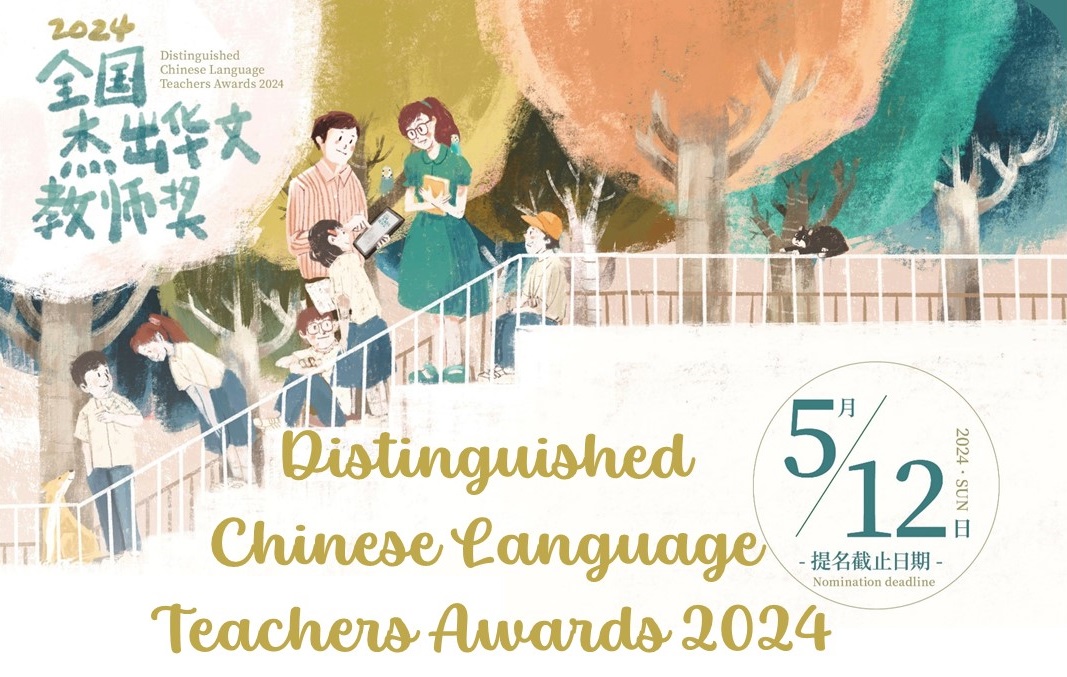 2024
全国
杰出华文
教师奖
Distinguished
Chinese Language
Teachers Awards 2024
5月/12日
2024·SUN
- 提名截止日期 -
Nomination deadline
Distinguished
Chinese Language
Teachers Awards 2024